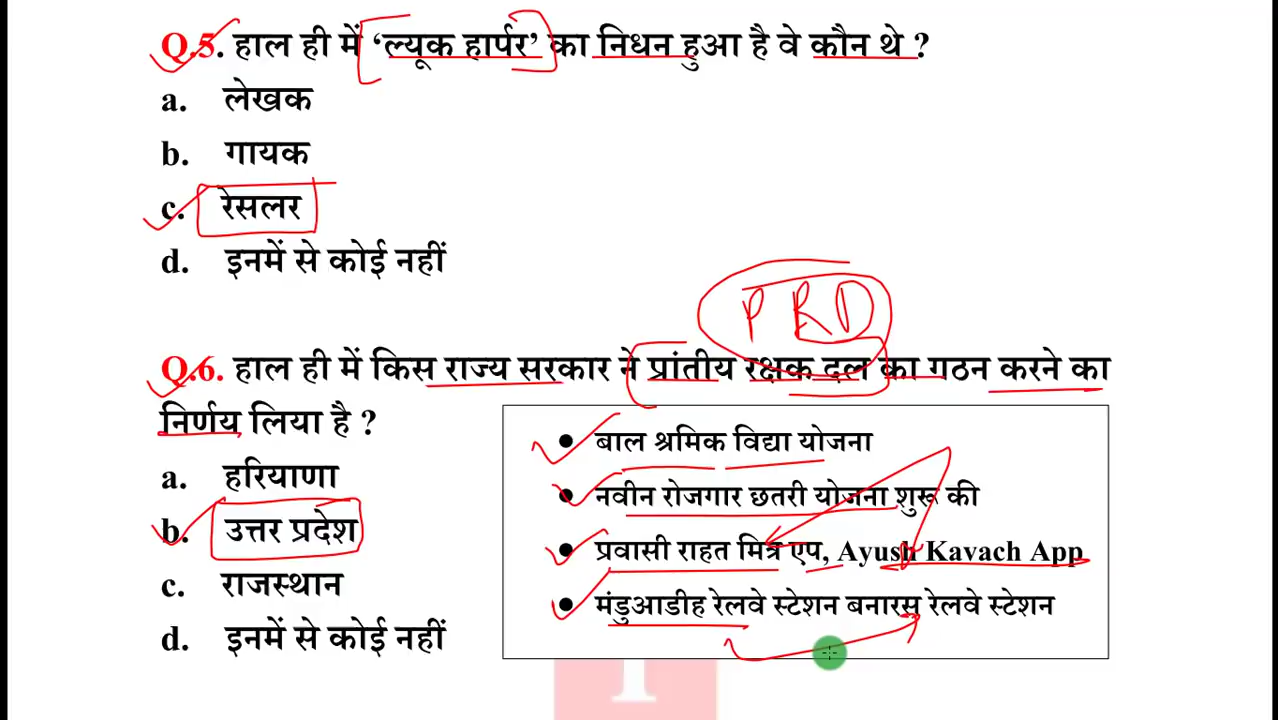 Q.5. हाल ही में ‘ल्यूक हार्पर’ का निधन हुआ है वे कौन थे ?
a. लेखक
b. गायक
c. रेसलर
d. इनमें से कोई नहीं
PRD
Q.6. हाल ही में किस राज्य सरकार ने प्रांतीय रक्षक दल का गठन करने का
निर्णय लिया है ?
a. हरियाणा
b. उत्तर प्रदेश
c. राजस्थान
d. इनमें से कोई नहीं
• बाल श्रमिक विद्या योजना
• नवीन रोजगार छतरी योजना शुरू की
• प्रवासी राहत मित्र एप, Ayush Kavach App
• मंडुआडीह रेलवे स्टेशन बनारस रेलवे स्टेशन